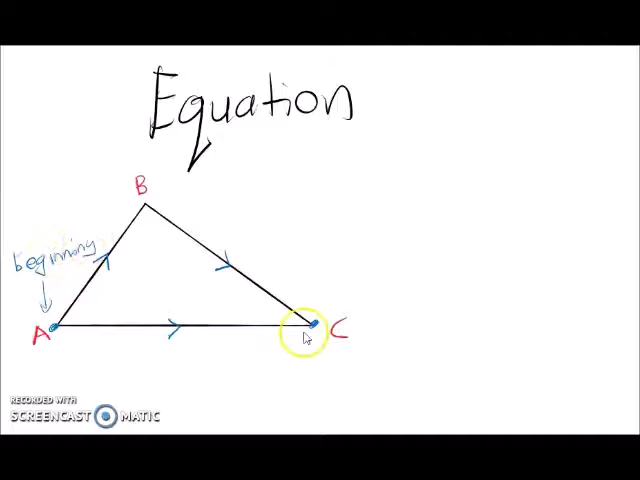 Equation
B
beginning
A
C
RECORDED WITH
SCREENCAST MATIC